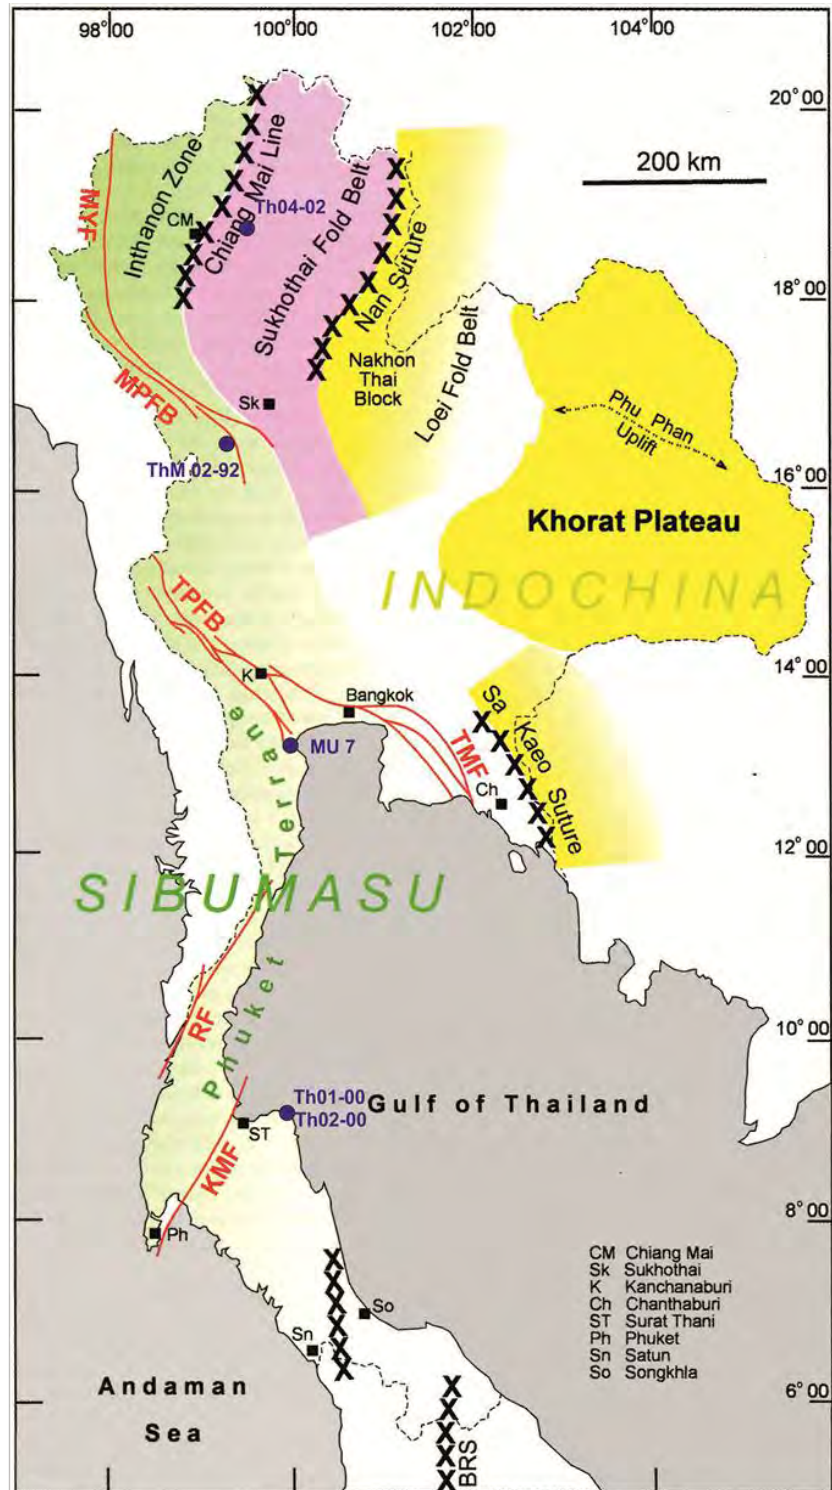 98°00
100°00
102°00
104°00
20°00
200 km
Inthanon Zone
Chiang Mai Line
CM
Th04-02
MYF
Sukhothai Fold Belt
Nan Suture
18°00
Nakhon
Thai
Block
Loei Fold Belt
MPFB
Sk
Phu Phan
Uplift
ThM 02-92
16°00
Khorat Plateau
INDOCHINA
TPFB
K
14°00
Bangkok
MU 7
TMF
Ch
Sa Kaeo Suture
12°00
SIBUMASU
Phuket Terrane
RF
10°00
Th01-00
Th02-00
Gulf of Thailand
ST
KMF
8°00
Ph
CM Chiang Mai
Sk Sukhothai
K Kanchanaburi
Ch Chanthaburi
ST Surat Thani
Ph Phuket
Sn Satun
So Songkhla
So
Sn
Andaman
Sea
6°00
BRS